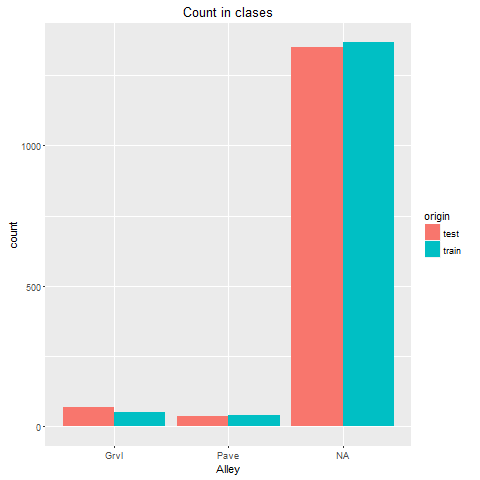 Count in clases
count
1000
500
0
Grvl Pave NA
Alley
origin
test
train